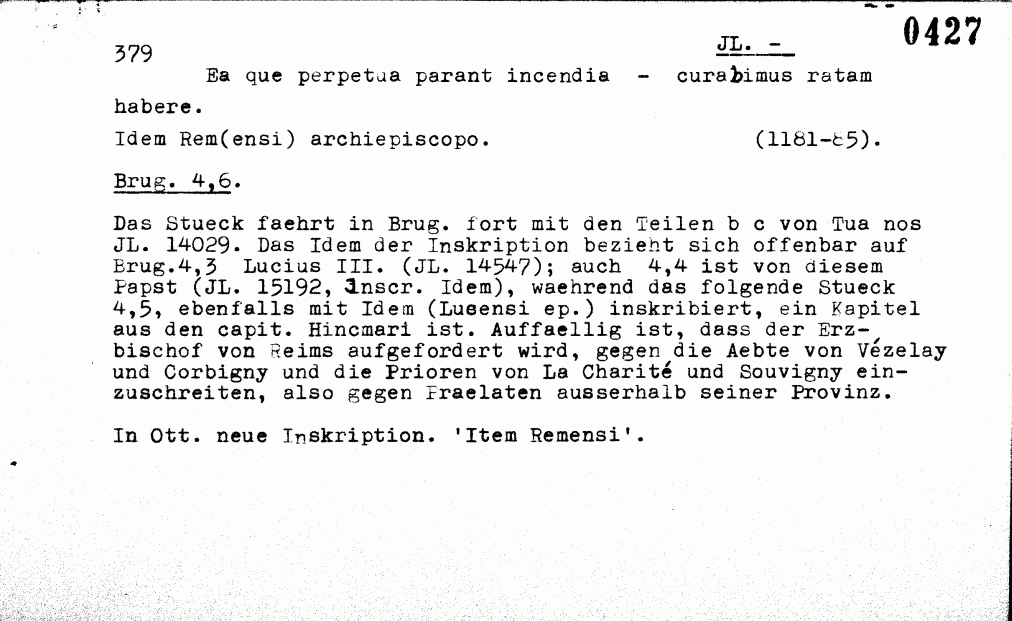 0427
379 JL. -
Ea que perpetua parant incendia - curabimus ratam
habere.
Idem Rem(ensi) archiepiscopo. (1181-85).
Brug. 4,6.
Das Stueck faehrt in Brug. fort mit den Teilen b c von Tua nos
JL. 14029. Das Idem der Inskription bezieht sich offenbar auf
Brug.4,3 Lucius III. (JL. 14547); auch 4,4 ist von diesem
Papst (JL. 15192, Inscr. Idem), waehrend das folgende Stueck
4,5, ebenfalls mit Idem (Lusensi ep.) inskribiert, ein Kapitel
aus den capit. Hincmari ist. Auffaellig ist, dass der Erz-
bischof von Reims aufgefordert wird, gegen die Aebte von Vézelay
und Corbigny und die Prioren von La Charité und Souvigny ein-
zuschreiten, also gegen Praelaten ausserhalb seiner Provinz.
In Ott. neue Inskription. 'Item Remensi'.